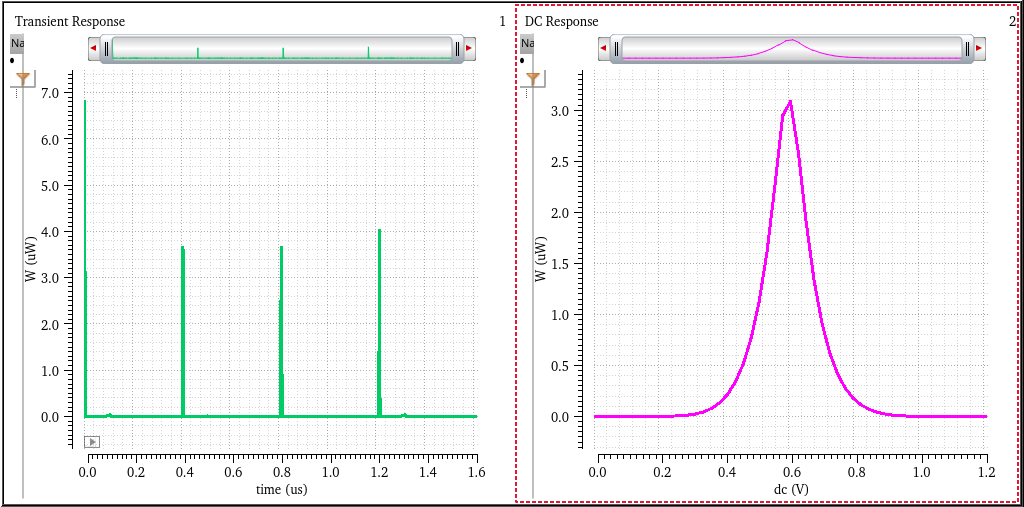 Transient Response 1
Na
7.0
6.0
5.0
4.0
3.0
2.0
1.0
0.0
W (uW)
0.0 0.2 0.4 0.6 0.8 1.0 1.2 1.4 1.6
time (us)
DC Response 2
Na
3.0
2.5
2.0
1.5
1.0
0.5
0.0
W (uW)
0.0 0.2 0.4 0.6 0.8 1.0 1.2
dc (V)